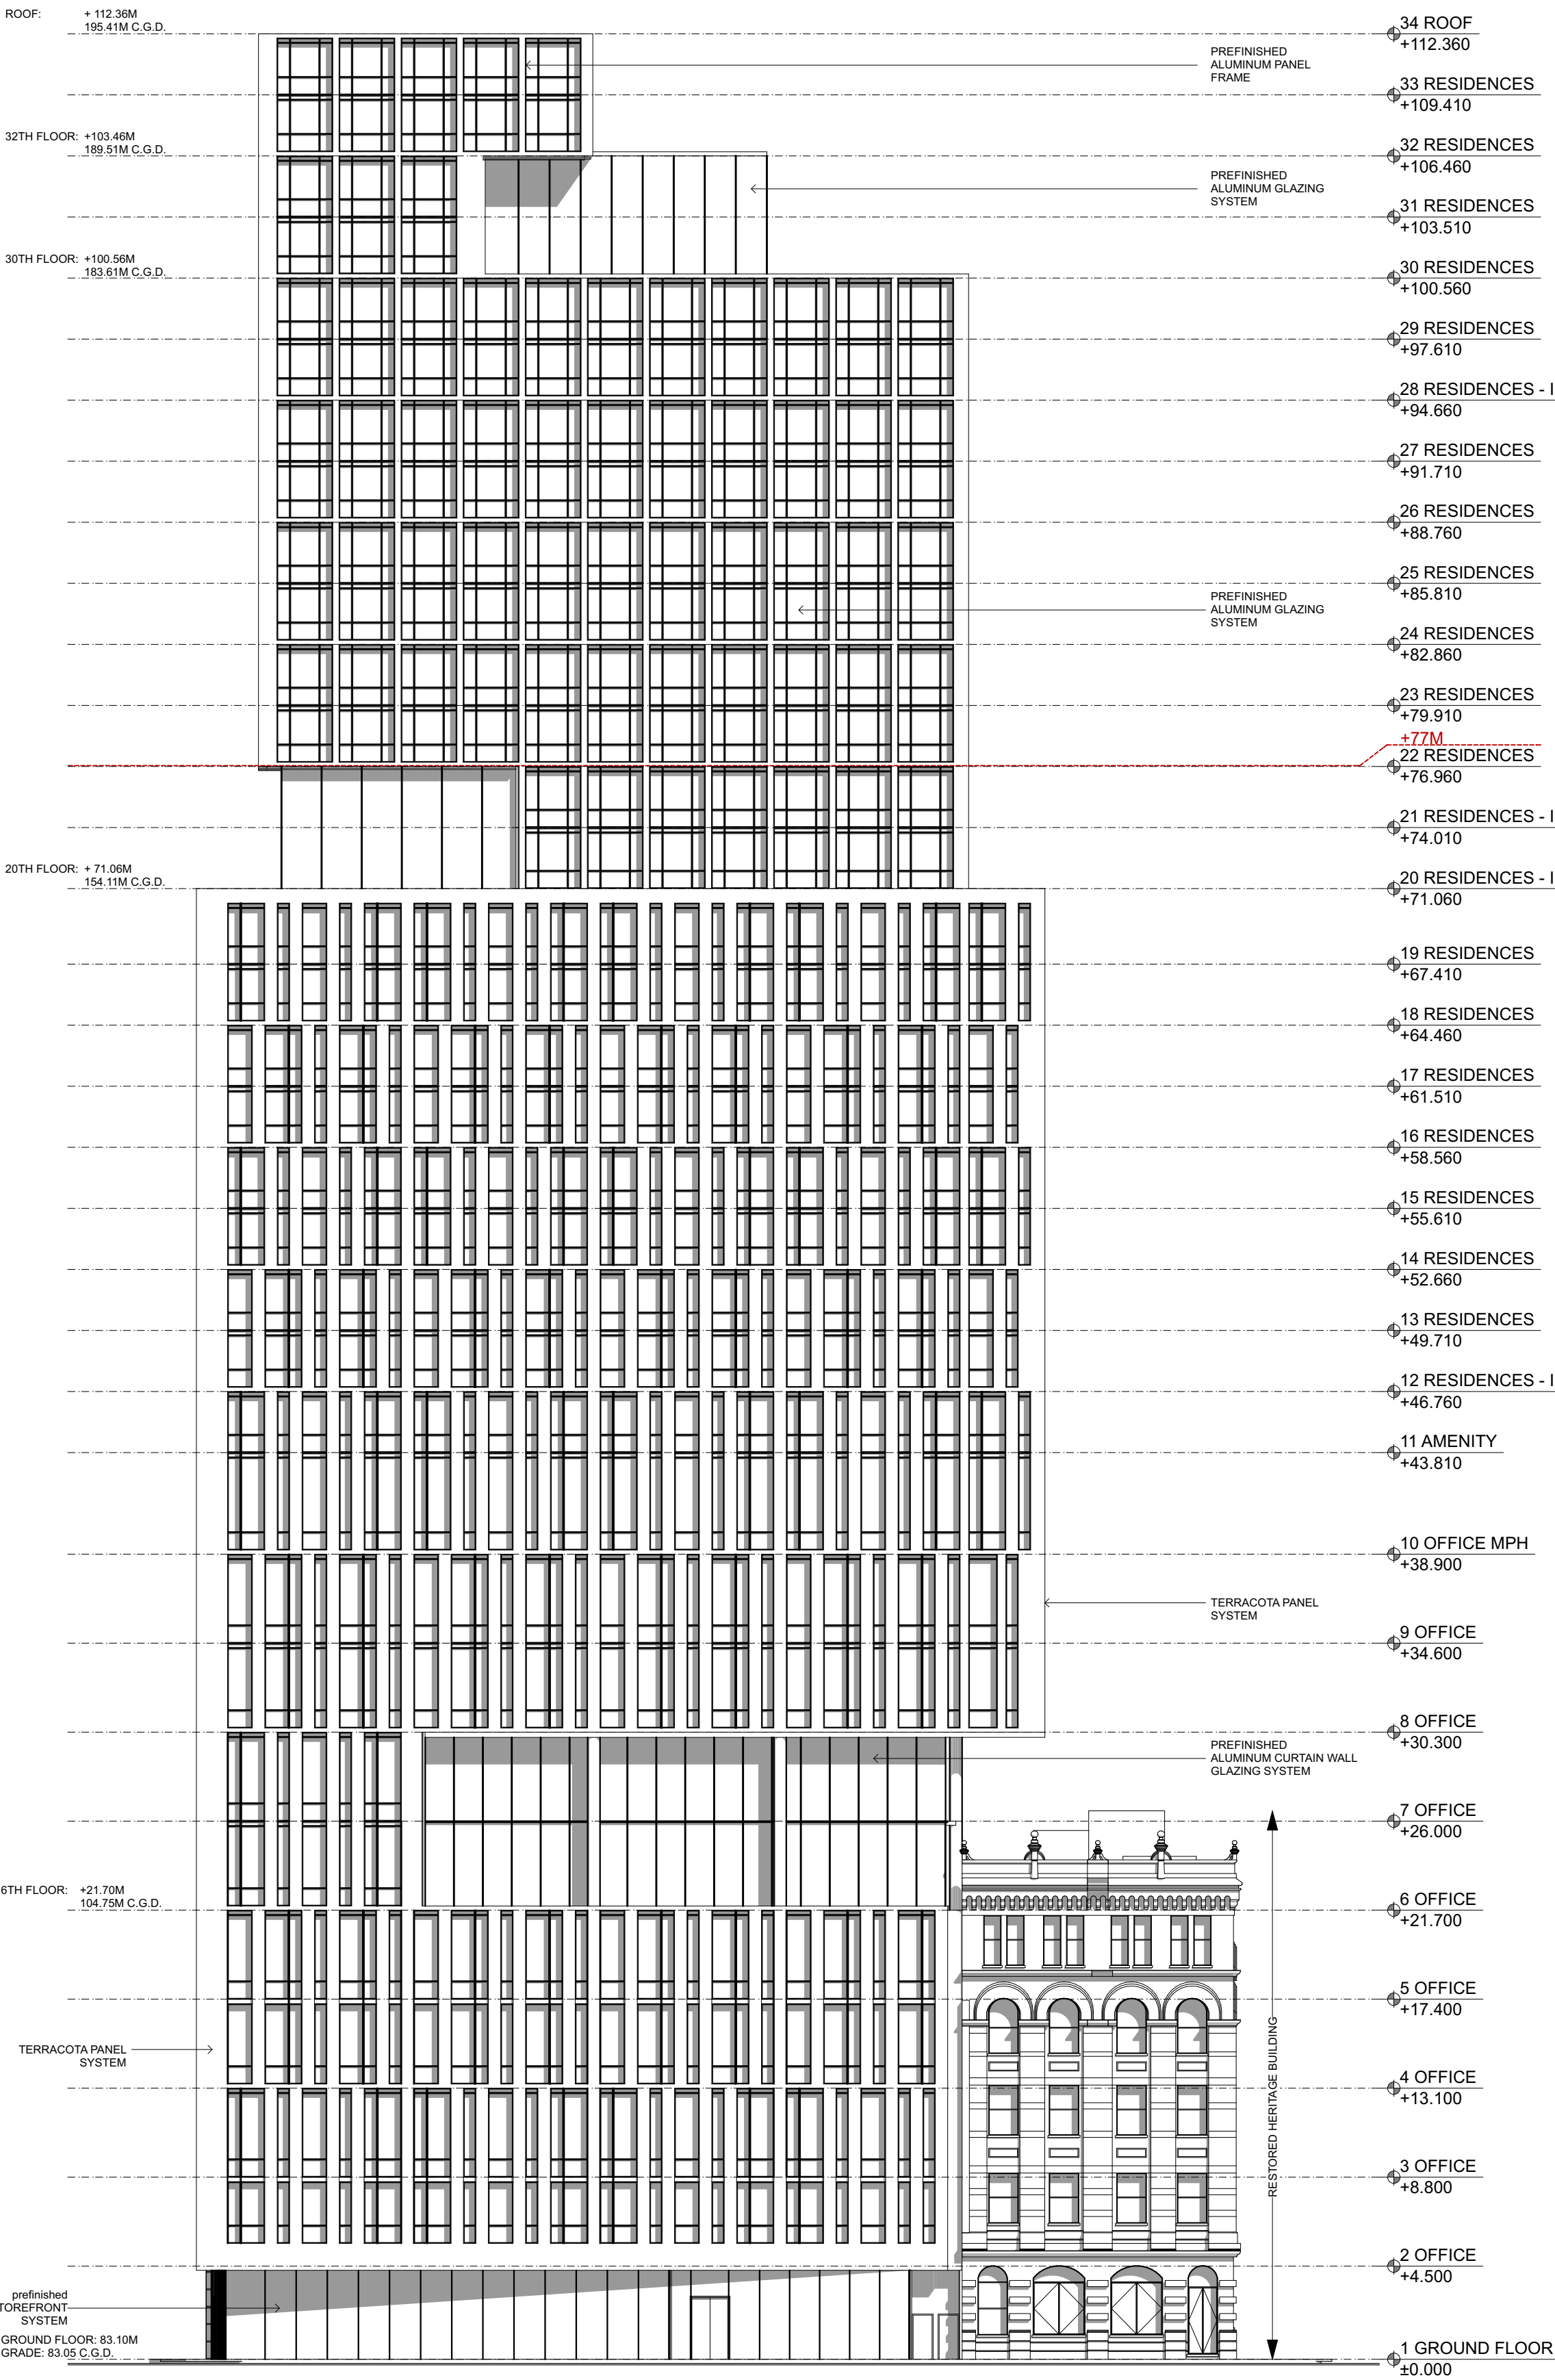 ROOF: + 112.36M
195.41M C.G.D.
34 ROOF
+112.360
PREFINISHED
ALUMINUM PANEL
FRAME
33 RESIDENCES
+109.410
32TH FLOOR: +103.46M
189.51M C.G.D.
32 RESIDENCES
+106.460
PREFINISHED
ALUMINUM GLAZING
SYSTEM
31 RESIDENCES
+103.510
30TH FLOOR: +100.56M
183.61M C.G.D.
30 RESIDENCES
+100.560
29 RESIDENCES
+97.610
28 RESIDENCES - I
+94.660
27 RESIDENCES
+91.710
26 RESIDENCES
+88.760
25 RESIDENCES
+85.810
PREFINISHED
ALUMINUM GLAZING
SYSTEM
24 RESIDENCES
+82.860
23 RESIDENCES
+79.910
+77M
22 RESIDENCES
+76.960
21 RESIDENCES - I
+74.010
20TH FLOOR: + 71.06M
154.11M C.G.D.
20 RESIDENCES - I
+71.060
19 RESIDENCES
+67.410
18 RESIDENCES
+64.460
17 RESIDENCES
+61.510
16 RESIDENCES
+58.560
15 RESIDENCES
+55.610
14 RESIDENCES
+52.660
13 RESIDENCES
+49.710
12 RESIDENCES - I
+46.760
11 AMENITY
+43.810
10 OFFICE MPH
+38.900
TERRACOTA PANEL
SYSTEM
9 OFFICE
+34.600
8 OFFICE
+30.300
PREFINISHED
ALUMINUM CURTAIN WALL
GLAZING SYSTEM
7 OFFICE
+26.000
6TH FLOOR: +21.70M
104.75M C.G.D.
6 OFFICE
+21.700
5 OFFICE
+17.400
TERRACOTA PANEL
SYSTEM
RESTORED HERITAGE BUILDING
4 OFFICE
+13.100
3 OFFICE
+8.800
2 OFFICE
+4.500
prefinished
TOREFRONT
SYSTEM
GROUND FLOOR: 83.10M
GRADE: 83.05 C.G.D.
1 GROUND FLOOR
±0.000